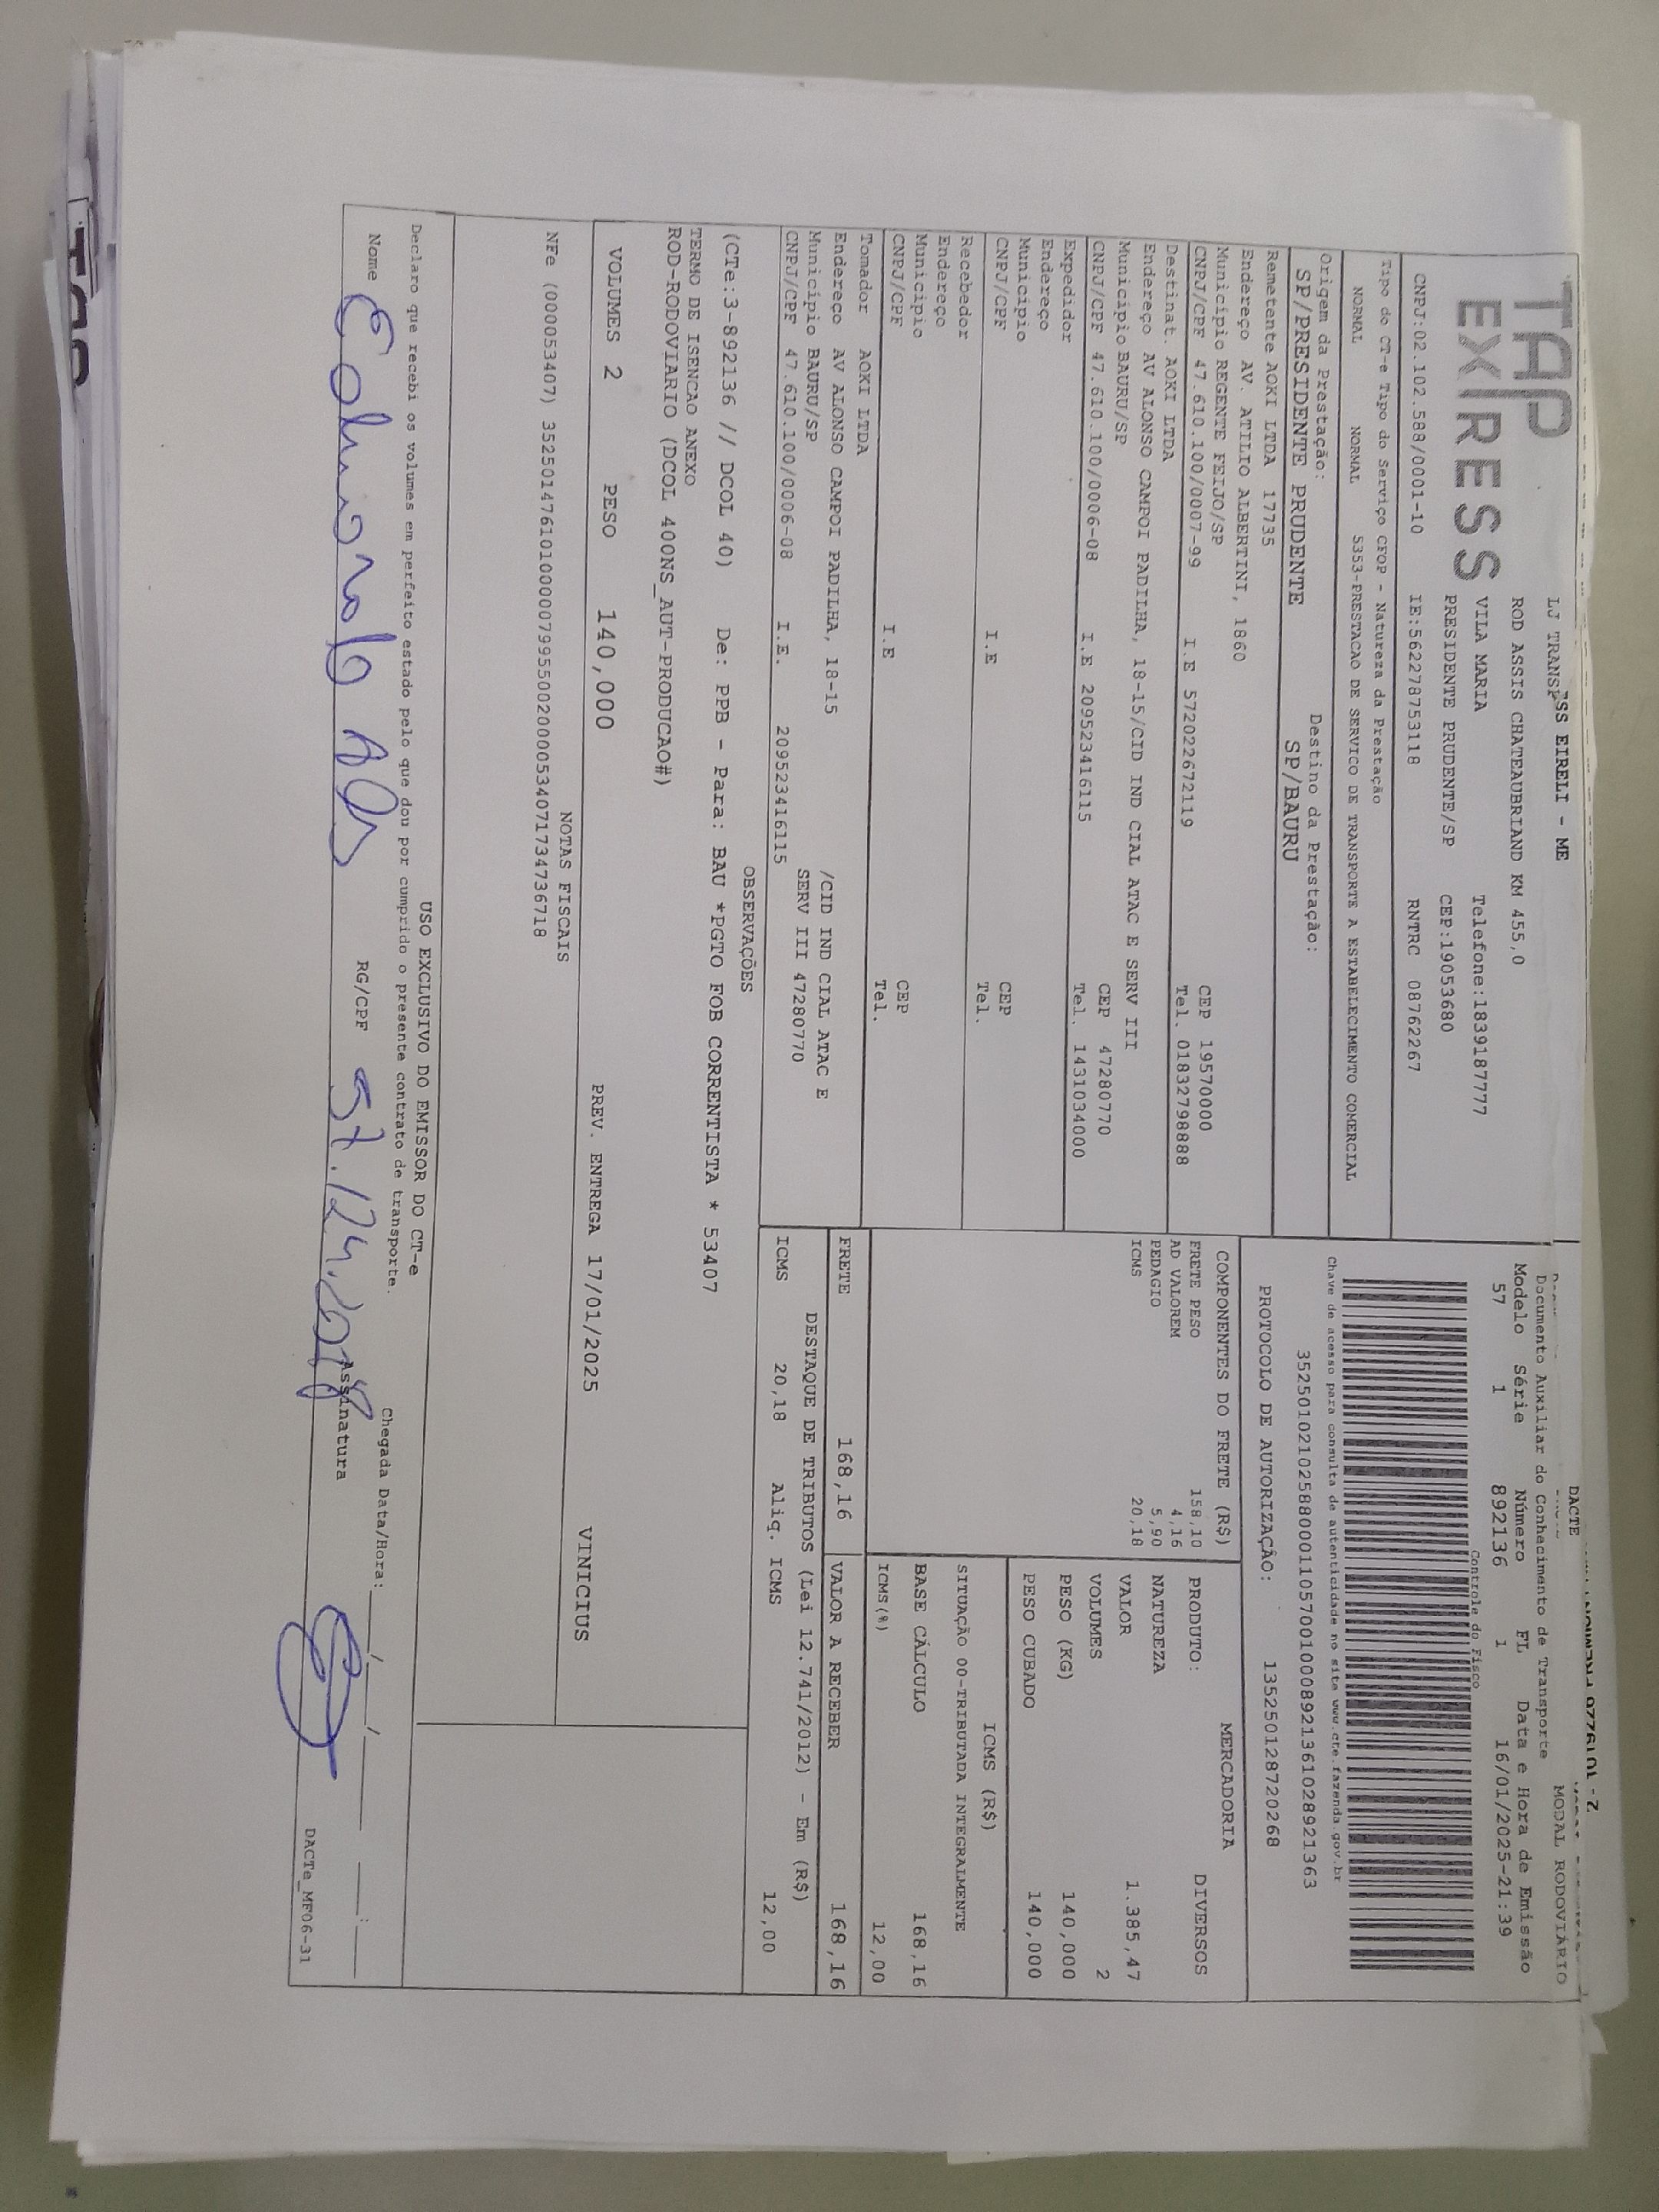 TAP
EXPRESS
LJ TRANSP
ESS EIRELI - ME
ROD ASSIS CHATEAUBRIAND KM 455,0
VILA MARIA Telefone:1839187777
PRESIDENTE PRUDENTE/SP CEP:19053680
CNPJ:02.102.588/0001-10 IE:562278753118 RNTRC 08762267
DACTE MODAL RODOVIÁRIO
Documento Auxiliar do Conhecimento de Transporte
Modelo Série Número FL Data e Hora de Emissão
57 1 892136 1 16/01/2025-21:39
Controle do Fisco
Chave de acesso para consulta de autenticidade no site www.cte.fazenda.gov.br
35250102102588000110570010008921361028921363
PROTOCOLO DE AUTORIZAÇÃO: 135250128720268
Tipo do CT-e Tipo do Serviço CFOP - Natureza da Prestação
NORMAL NORMAL 5353-PRESTACAO DE SERVICO DE TRANSPORTE A ESTABELECIMENTO COMERCIAL
Origem da Prestação: Destino da Prestação:
SP/PRESIDENTE PRUDENTE SP/BAURU
Remetente AOKI LTDA 17735
Endereço AV. ATILIO ALBERTINI, 1860
Município REGENTE FEIJO/SP CEP 19570000
CNPJ/CPF 47.610.100/0007-99 I.E 572022672119 Tel. 01832798888
Destinat. AOKI LTDA
Endereço AV ALONSO CAMPOI PADILHA, 18-15/CID IND CIAL ATAC E SERV III
Município BAURU/SP CEP 47280770
CNPJ/CPF 47.610.100/0006-08 I.E 209523416115 Tel. 1431034000
Expedidor
Endereço
Município CEP
CNPJ/CPF I.E Tel.
Recebedor
Endereço
Município CEP
CNPJ/CPF I.E Tel.
Tomador AOKI LTDA
Endereço AV ALONSO CAMPOI PADILHA, 18-15 /CID IND CIAL ATAC E
Município BAURU/SP SERV III 47280770
CNPJ/CPF 47.610.100/0006-08 I.E. 209523416115
COMPONENTES DO FRETE (R$)
FRETE PESO 158,10
AD VALOREM 4,16
PEDAGIO 5,90
ICMS 20,18
MERCADORIA
PRODUTO: DIVERSOS
NATUREZA
VALOR 1.385,47
VOLUMES 2
PESO (KG) 140,000
PESO CUBADO 140,000
ICMS (R$)
SITUAÇÃO 00-TRIBUTADA INTEGRALMENTE
BASE CÁLCULO 168,16
ICMS(%) 12,00
FRETE 168,16 VALOR A RECEBER 168,16
DESTAQUE DE TRIBUTOS (Lei 12.741/2012) - Em (R$)
ICMS 20,18 Aliq. ICMS 12,00
OBSERVAÇÕES
(CTe:3-892136 // DCOL 40) De: PPB - Para: BAU *PGTO FOB CORRENTISTA * 53407
TERMO DE ISENCAO ANEXO
ROD-RODOVIARIO (DCOL 400NS_AUT-PRODUCAO#)
VOLUMES 2 PESO 140,000 PREV. ENTREGA 17/01/2025 VINICIUS
NOTAS FISCAIS
NFe (000053407) 35250147610100000799550020000534071734736718
USO EXCLUSIVO DO EMISSOR DO CT-e
Declaro que recebi os volumes em perfeito estado pelo que dou por cumprido o presente contrato de transporte.
Chegada Data/Hora: ____/____/____ ____:____
Nome RG/CPF Assinatura
DACTe_MF06-31